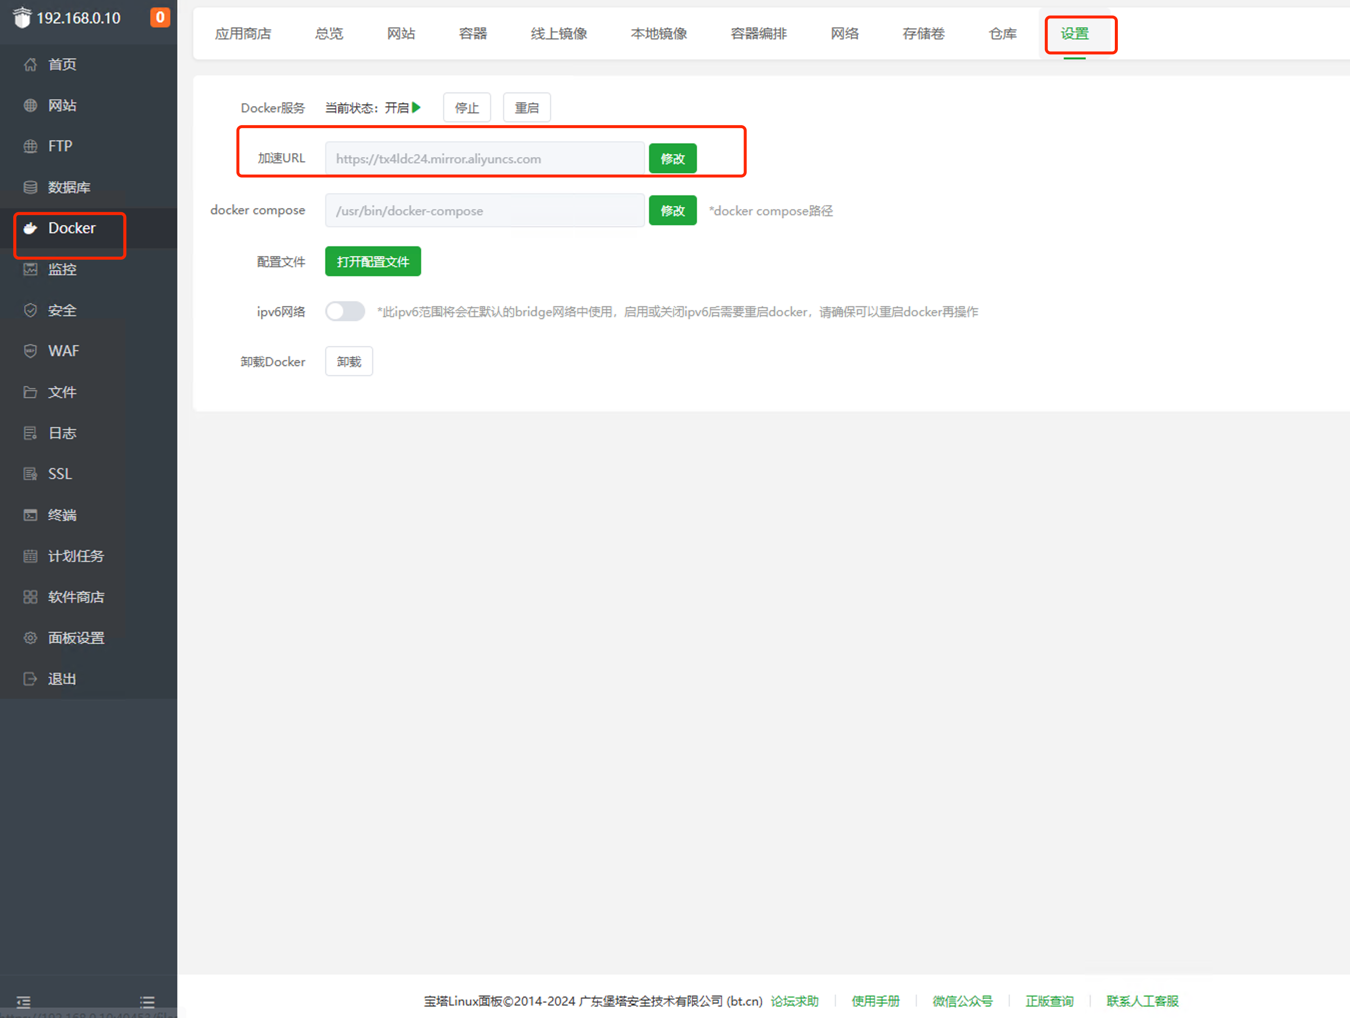 192.168.0.10
0
首页
网站
FTP
数据库
Docker
监控
安全
WAF
文件
日志
SSL
终端
计划任务
软件商店
面板设置
退出
应用商店 总览 网站 容器 线上镜像 本地镜像 容器编排 网络 存储卷 仓库 设置
Docker服务 当前状态：开启 停止 重启
加速URL https://tx4ldc24.mirror.aliyuncs.com 修改
docker compose /usr/bin/docker-compose 修改 *docker compose路径
配置文件 打开配置文件
ipv6网络 *此ipv6范围将会在默认的bridge网络中使用，启用或关闭ipv6后需要重启docker，请确保可以重启docker再操作
卸载Docker 卸载
宝塔Linux面板©2014-2024 广东堡塔安全技术有限公司 (bt.cn) 论坛求助 使用手册 微信公众号 正版查询 联系人工客服